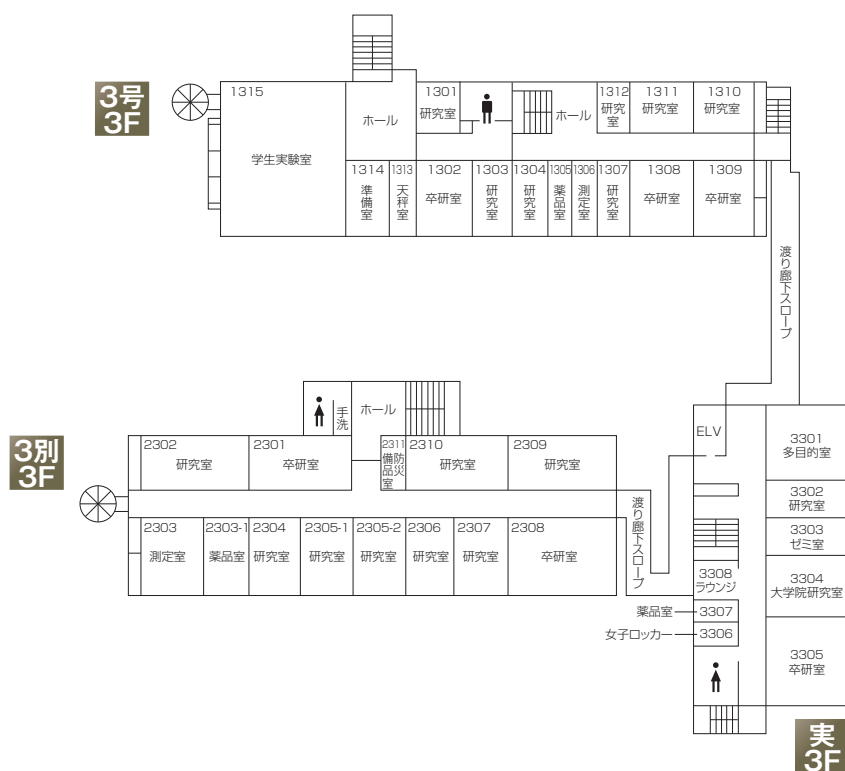 3号
3F
1315
学生実験室
ホール
1301
研究室
ホール
1312
研究
室
1311
研究室
1310
研究室
1314
準備室
1313
天秤室
1302
卒研室
1303
研究室
1304
研究室
1305
薬品室
1306
測定室
1307
研究室
1308
卒研室
1309
卒研室
渡り廊下スロープ
3別
3F
手洗
ホール
2302
研究室
2301
卒研室
2311
防災
備品室
2310
研究室
2309
研究室
2303
測定室
2303-1
薬品室
2304
研究室
2305-1
研究室
2305-2
研究室
2306
研究室
2307
研究室
2308
卒研室
渡り廊下スロープ
ELV
3301
多目的室
3302
研究室
3303
ゼミ室
3304
大学院研究室
3305
卒研室
3308
ラウンジ
薬品室
3307
女子ロッカー
3306
実
3F